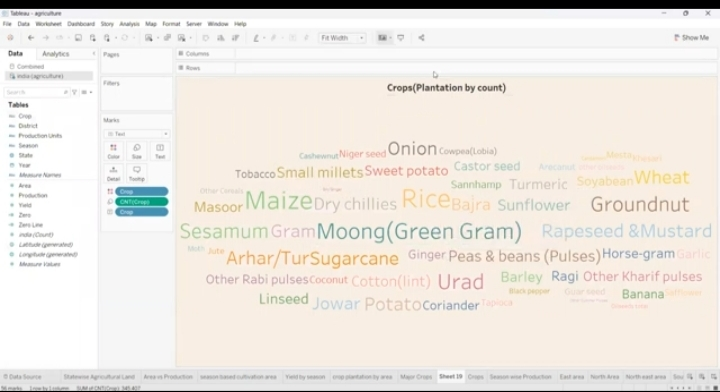 Tableau - agriculture
File Data Worksheet Dashboard Story Analysis Map Format Server Window Help
Fit Width
Show Me
Data Analytics
Pages
Columns
Rows
Combined
india (agriculture)
Search
Filters
Tables
Crop
District
Production Units
Season
State
Year
Measure Names
Area
Production
Yield
Zero
Zero Line
india (Count)
Latitude (generated)
Longitude (generated)
Measure Values
Marks
Text
Color Size Text
Detail Tooltip
Crop
CNT(Crop)
Crop
Crops(Plantation by count)
Cashewnut Niger seed Onion Cowpea(Lobia)
Tobacco Small millets Sweet potato Castor seed Arecanut
Sannhamp Turmeric Soyabean Wheat
Other Cereals
Masoor Maize Dry chillies Rice Bajra Sunflower Groundnut
Sesamum Gram Moong(Green Gram) Rapeseed &Mustard
Moth Jute Arhar/Tur Sugarcane Ginger Peas & beans (Pulses) Horse-gram Garlic
Other Rabi pulses Coconut Cotton(lint) Urad Barley Ragi Other Kharif pulses
Black pepper Guar seed Banana Safflower
Linseed Jowar Potato Coriander Tapioca
Data Source Statewise Agricultural Land Area vs Production season based cultivation area Yield by season crop plantation by area Major Crops Sheet 19 Crops Season wise Production East area North Area North east area
56 marks 1 row by 1 column SUM of CNT(Crop): 345,407